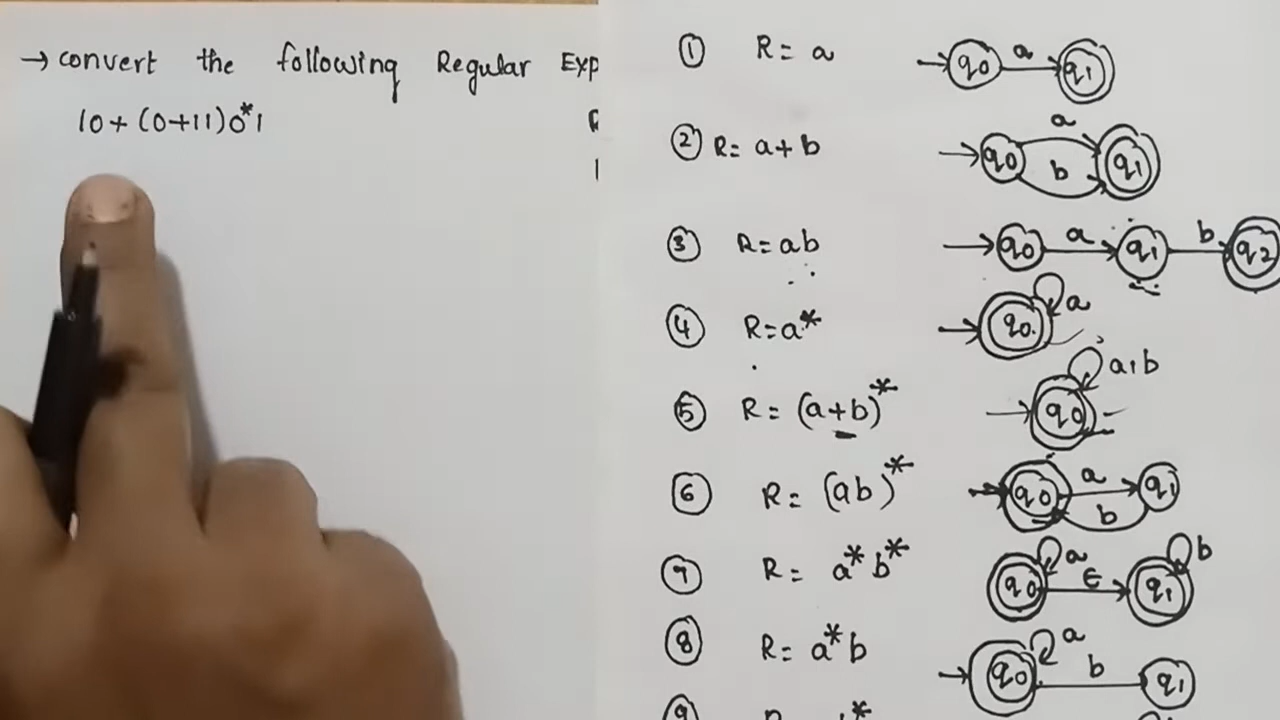 → convert the following Regular Exp
10+ (0+11)0*1
① R= a
q0 a q1
② R= a+b
q0 a b q1
③ R= ab
q0 a q1 b q2
④ R=a*
q0 a
⑤ R= (a+b)*
q0 a,b
⑥ R= (ab)*
q0 a q1 b
⑦ R= a*b*
q0 a ε q1 b
⑧ R= a*b
q0 a b q1